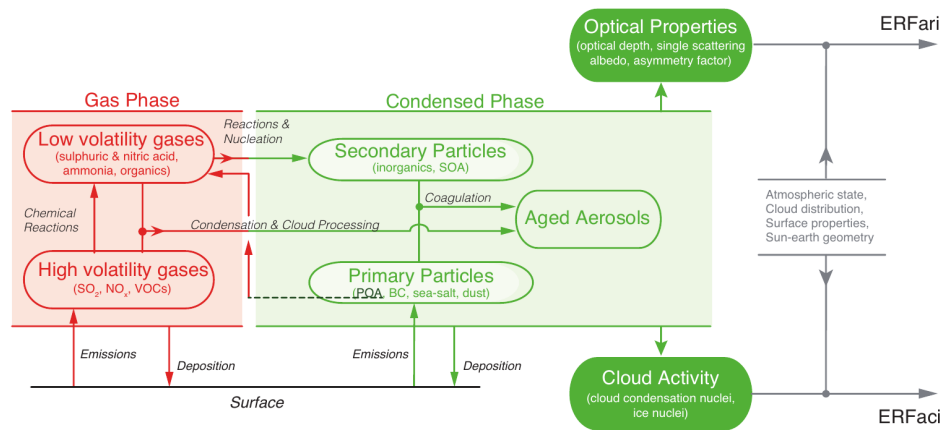 Optical Properties
(optical depth, single scattering
albedo, asymmetry factor)
ERFari
Gas Phase
Condensed Phase
Low volatility gases
(sulphuric & nitric acid,
ammonia, organics)
Reactions &
Nucleation
Secondary Particles
(inorganics, SOA)
Chemical
Reactions
Condensation & Cloud Processing
Coagulation
Aged Aerosols
Atmospheric state,
Cloud distribution,
Surface properties,
Sun-earth geometry
High volatility gases
(SO₂, NOₓ, VOCs)
Primary Particles
(POA, BC, sea-salt, dust)
Emissions
Deposition
Emissions
Deposition
Surface
Cloud Activity
(cloud condensation nuclei,
ice nuclei)
ERFaci